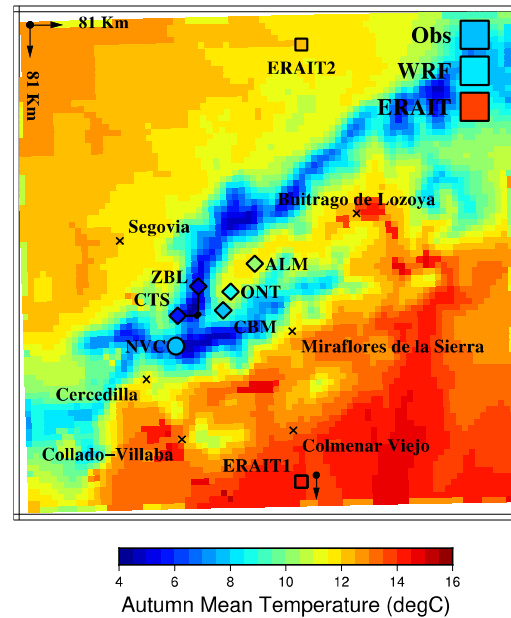 81 Km
81 Km
Obs
WRF
ERAIT
ERAIT2
Buitrago de Lozoya
Segovia
ALM
ZBL
ONT
CTS
CBM
NVC
Miraflores de la Sierra
Cercedilla
Colmenar Viejo
Collado−Villaba
ERAIT1
4 6 8 10 12 14 16
Autumn Mean Temperature (degC)